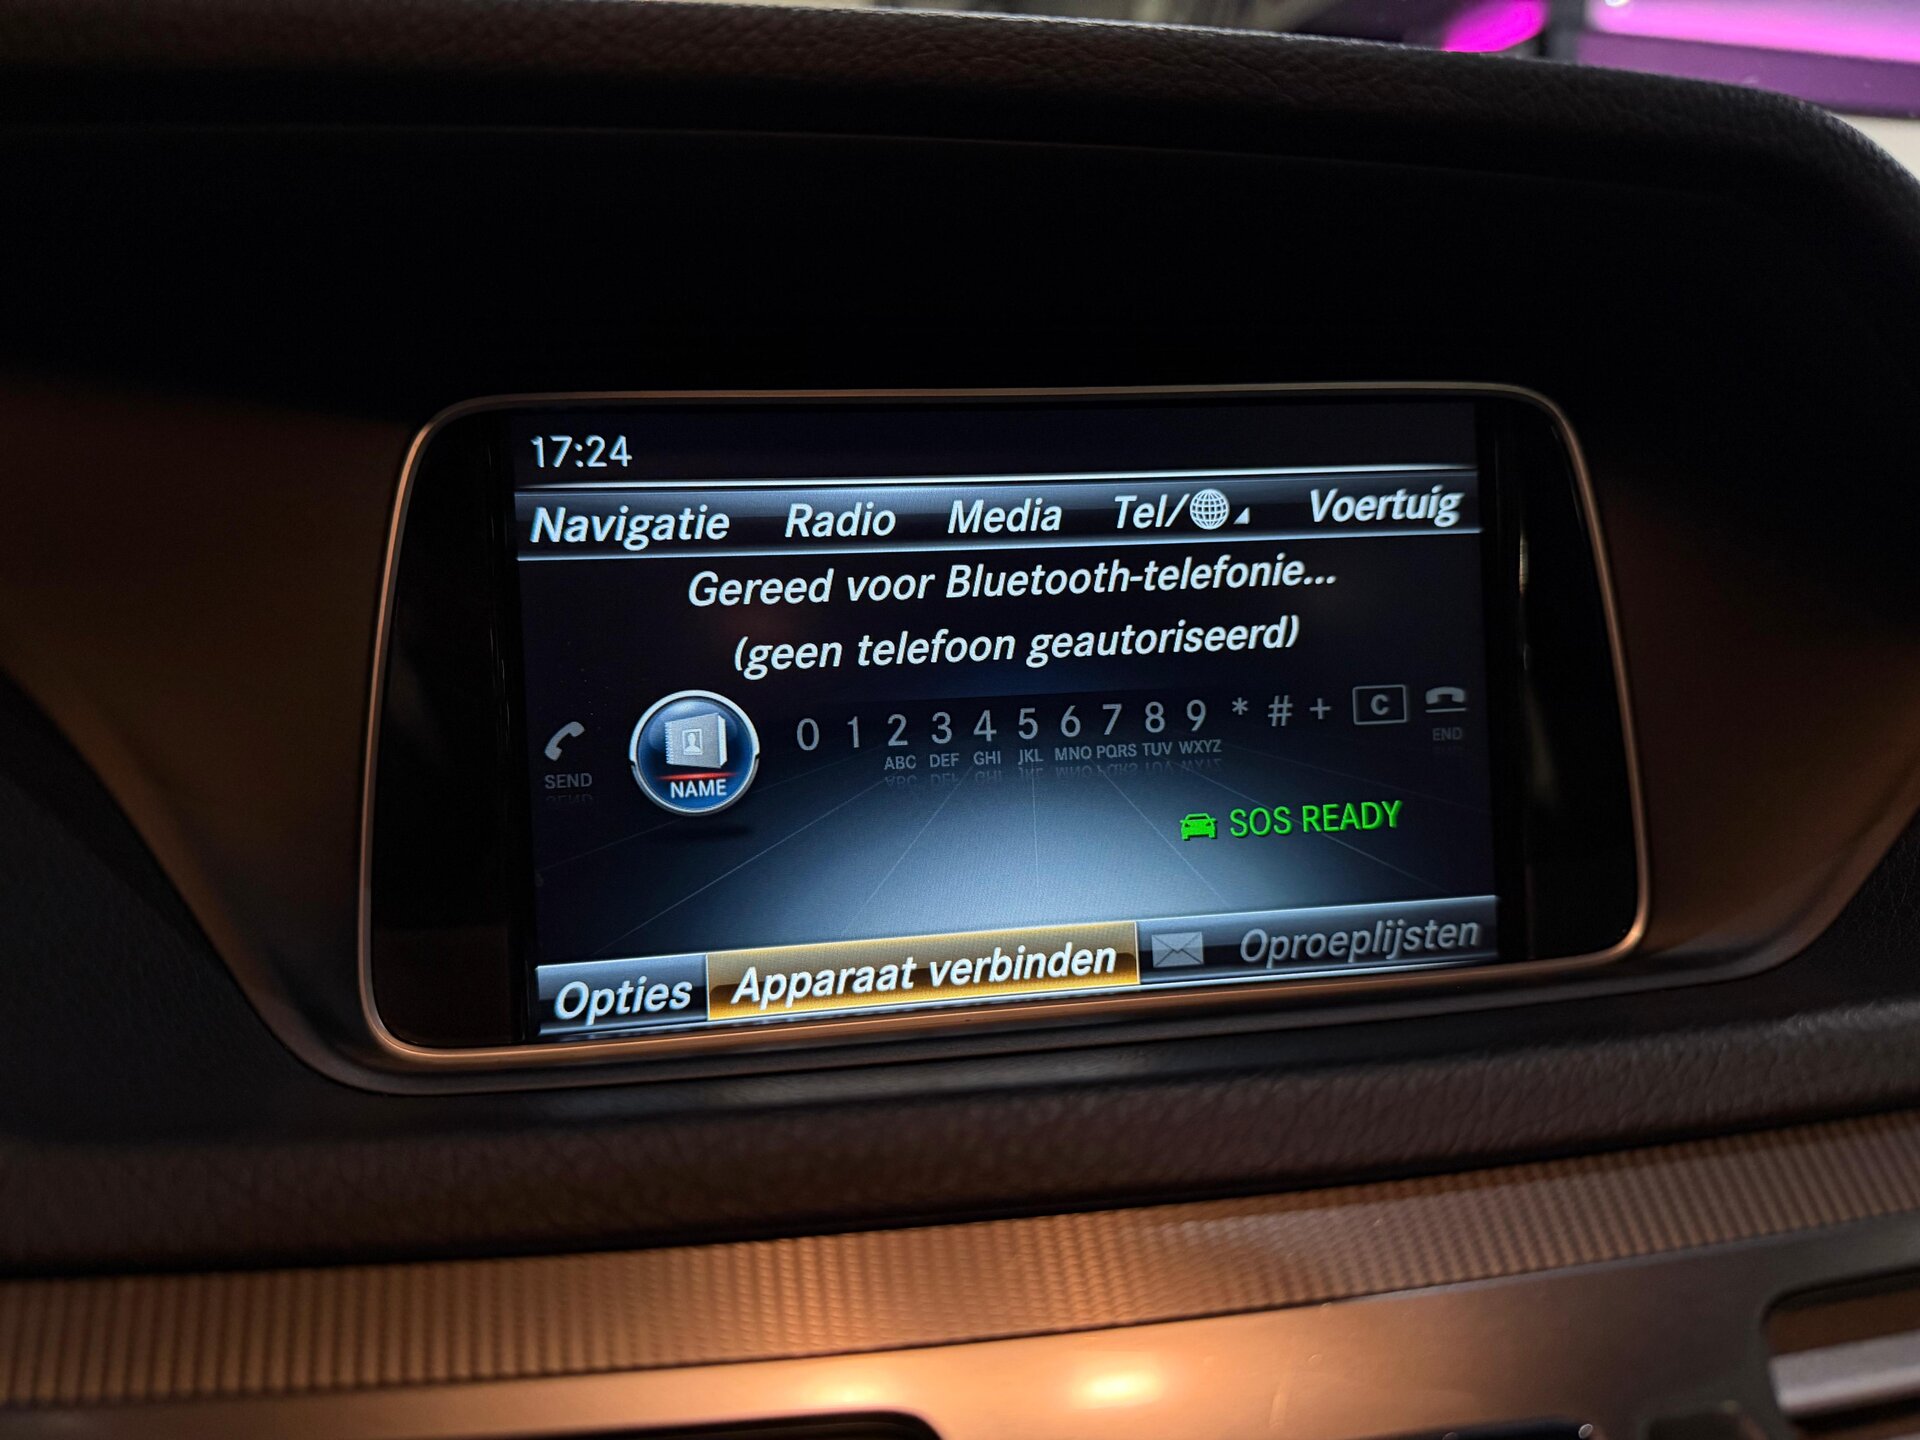 17:24
Navigatie Radio Media Tel/ Voertuig
Gereed voor Bluetooth-telefonie...
(geen telefoon geautoriseerd)
SEND NAME 0 1 2 3 4 5 6 7 8 9 * # + C END
ABC DEF GHI JKL MNO PQRS TUV WXYZ
SOS READY
Opties Apparaat verbinden Oproeplijsten